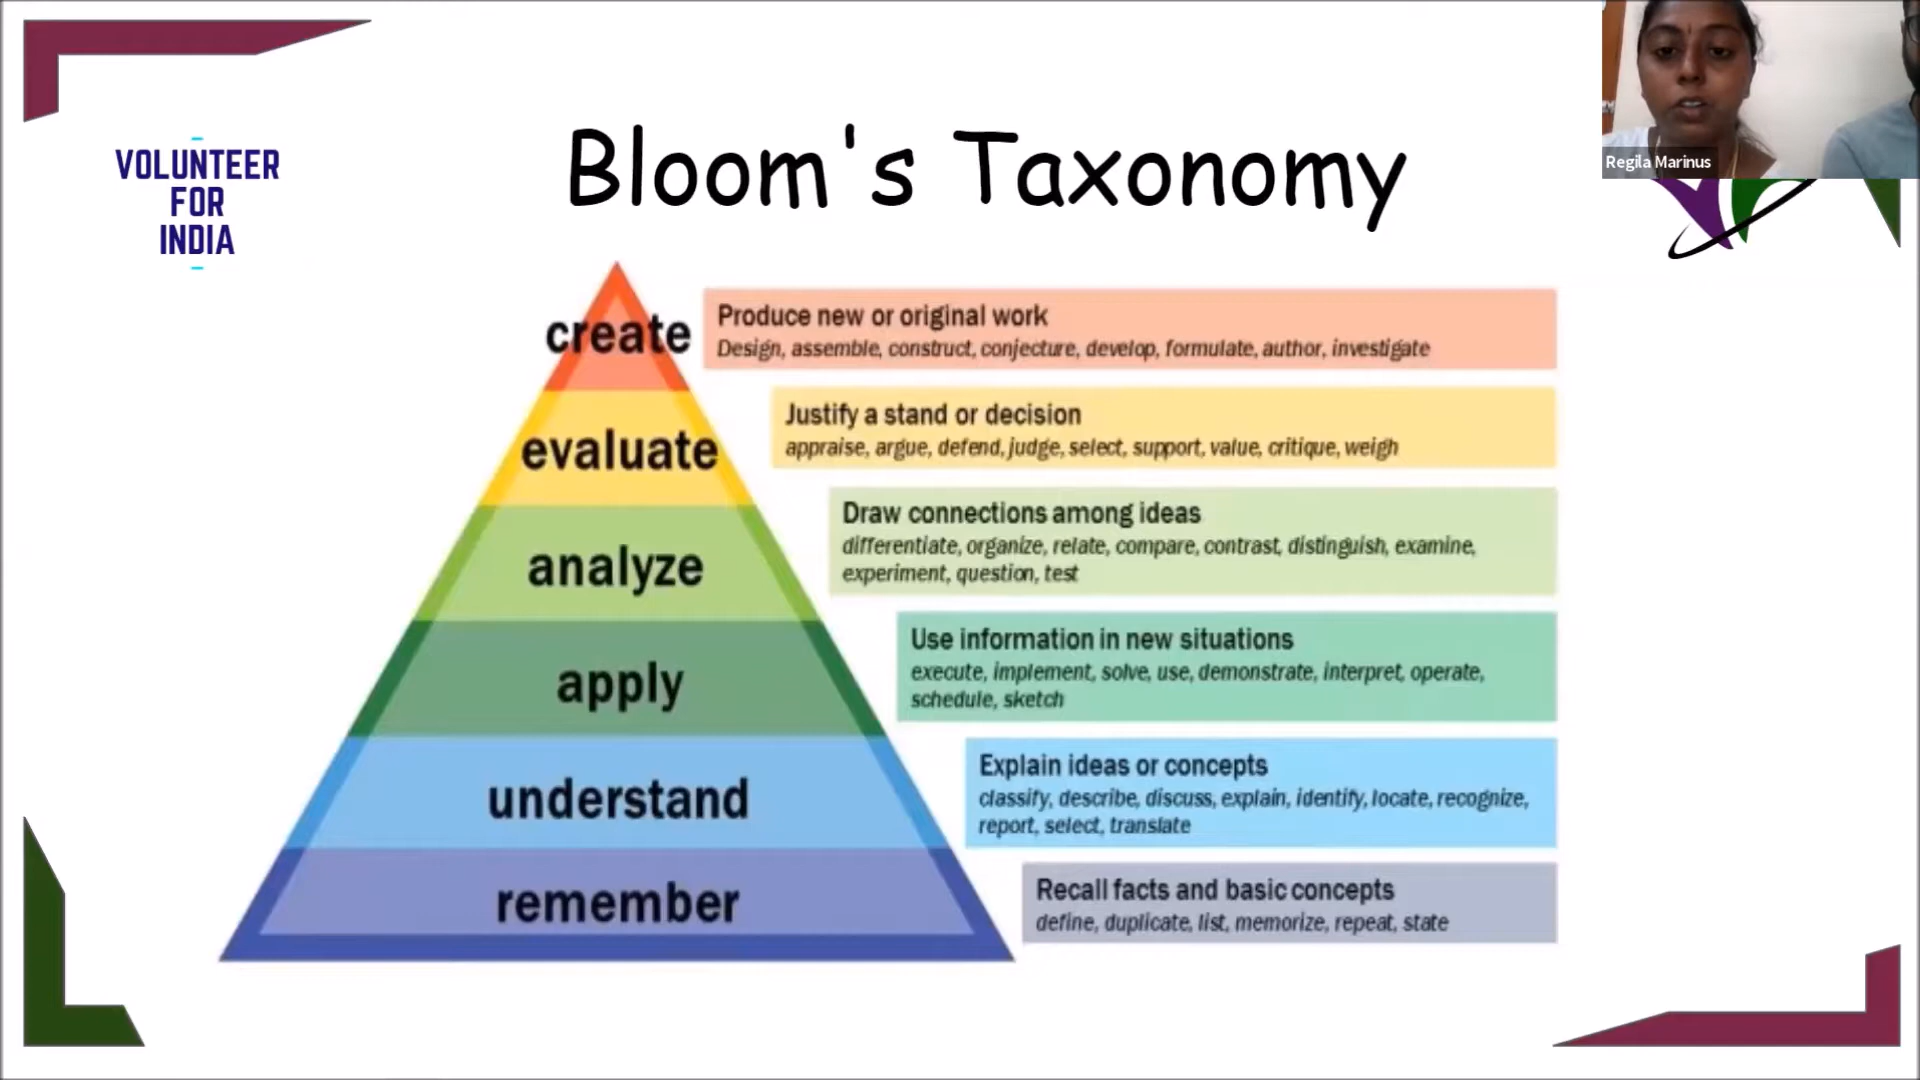 Bloom's Taxonomy
Regila Marinus
VOLUNTEER
FOR
INDIA
create
Produce new or original work
Design, assemble, construct, conjecture, develop, formulate, author, investigate
evaluate
Justify a stand or decision
appraise, argue, defend, judge, select, support, value, critique, weigh
analyze
Draw connections among ideas
differentiate, organize, relate, compare, contrast, distinguish, examine,
experiment, question, test
apply
Use information in new situations
execute, implement, solve, use, demonstrate, interpret, operate,
schedule, sketch
understand
Explain ideas or concepts
classify, describe, discuss, explain, identify, locate, recognize,
report, select, translate
remember
Recall facts and basic concepts
define, duplicate, list, memorize, repeat, state